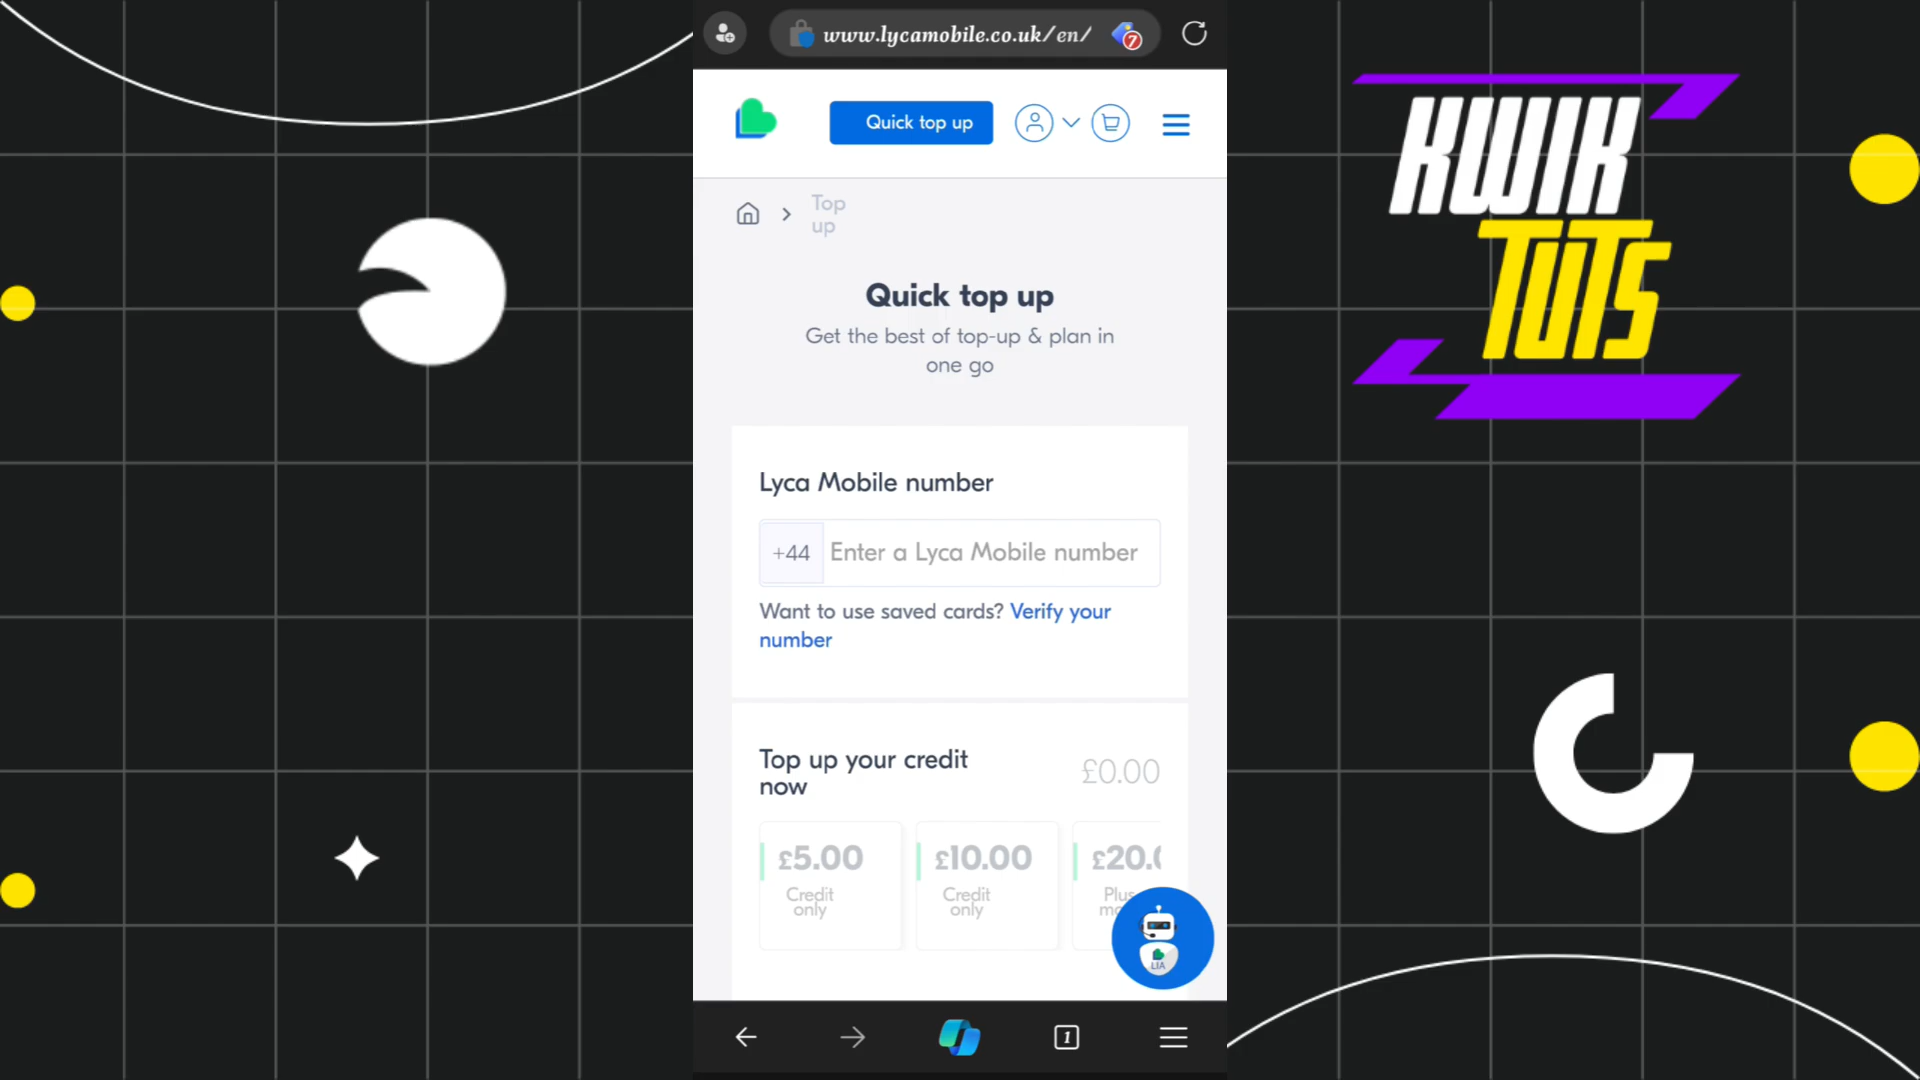 www.lycamobile.co.uk/en/
7
Quick top up
Top
up
Quick top up
Get the best of top-up & plan in
one go
Lyca Mobile number
+44 Enter a Lyca Mobile number
Want to use saved cards? Verify your
number
Top up your credit
now
£0.00
£5.00
Credit
only
£10.00
Credit
only
£20.0
Plus
LIA
1
KWIK
TUTS